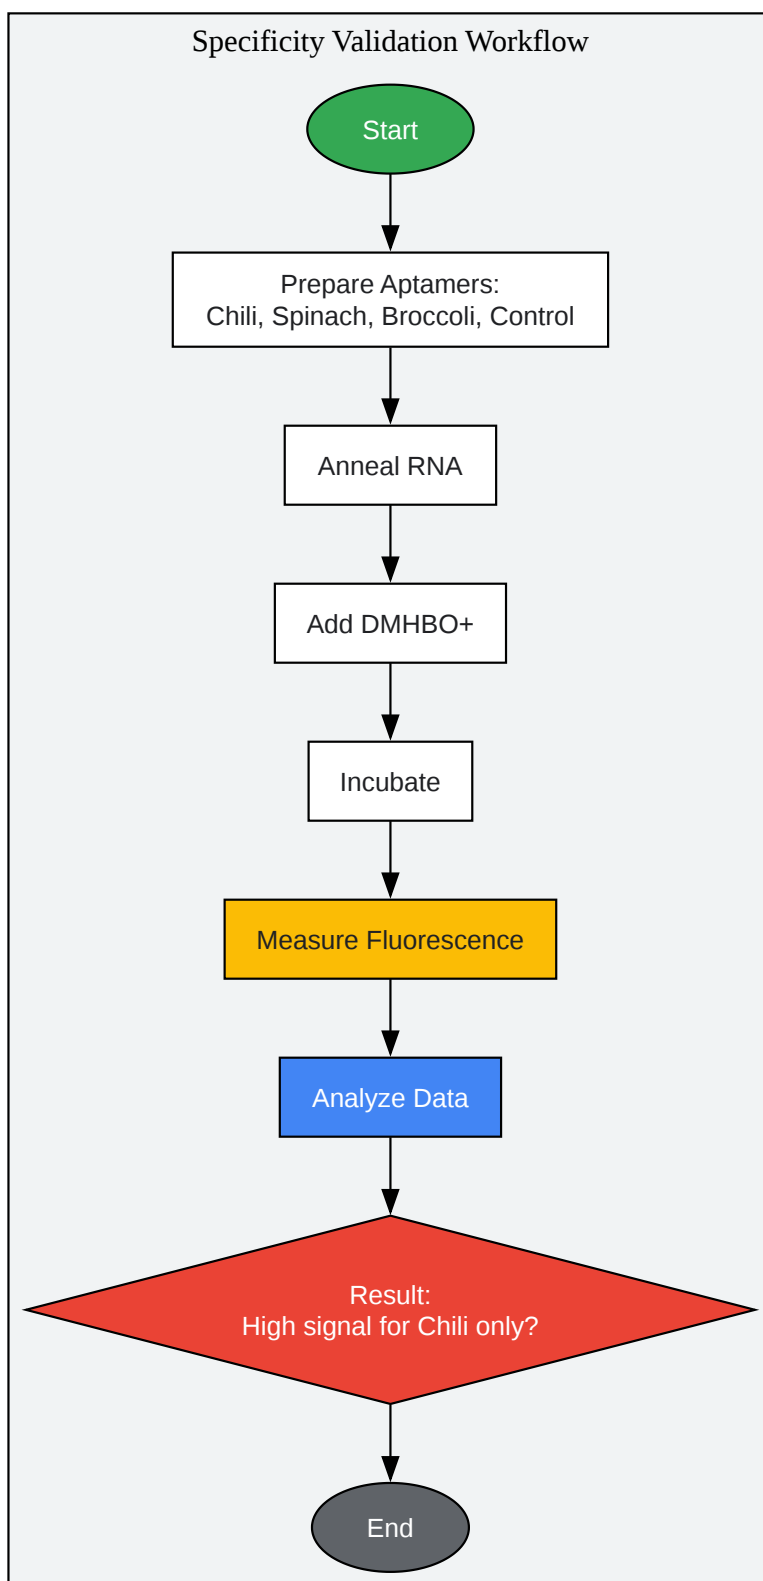 Specificity Validation Workflow
Start
Prepare Aptamers:
Chili, Spinach, Broccoli, Control
Anneal RNA
Add DMHBO+
Incubate
Measure Fluorescence
Analyze Data
Result:
High signal for Chili only?
End